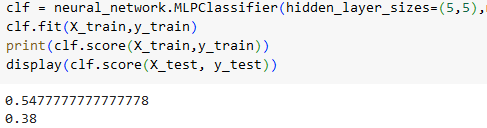 clf = neural_network.MLPClassifier(hidden_layer_sizes=(5,5),
clf.fit(X_train,y_train)
print(clf.score(X_train,y_train))
display(clf.score(X_test, y_test))
0.5477777777777778
0.38